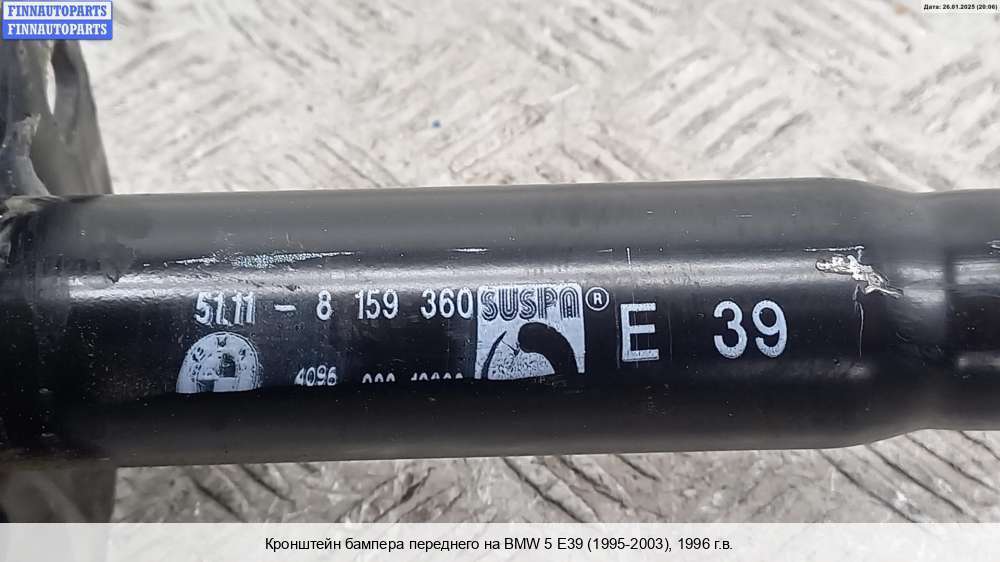 FINNAUTOPARTS
FINNAUTOPARTS
Дата: 26.01.2025 (20:06)
51.11 - 8 159 360 SUSPA ® E 39
4096
Кронштейн бампера переднего на BMW 5 E39 (1995-2003), 1996 г.в.